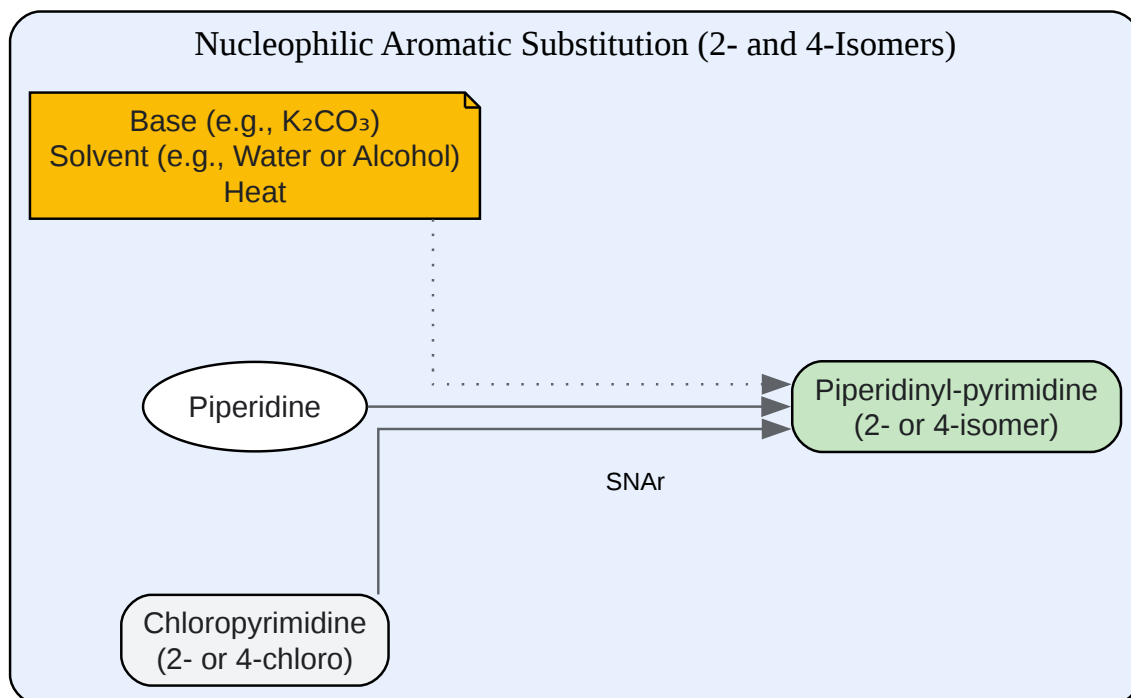 Nucleophilic Aromatic Substitution (2- and 4-Isomers)
Base (e.g., K₂CO₃)
Solvent (e.g., Water or Alcohol)
Heat
Piperidine
Piperidinyl-pyrimidine
(2- or 4-isomer)
SNAr
Chloropyrimidine
(2- or 4-chloro)